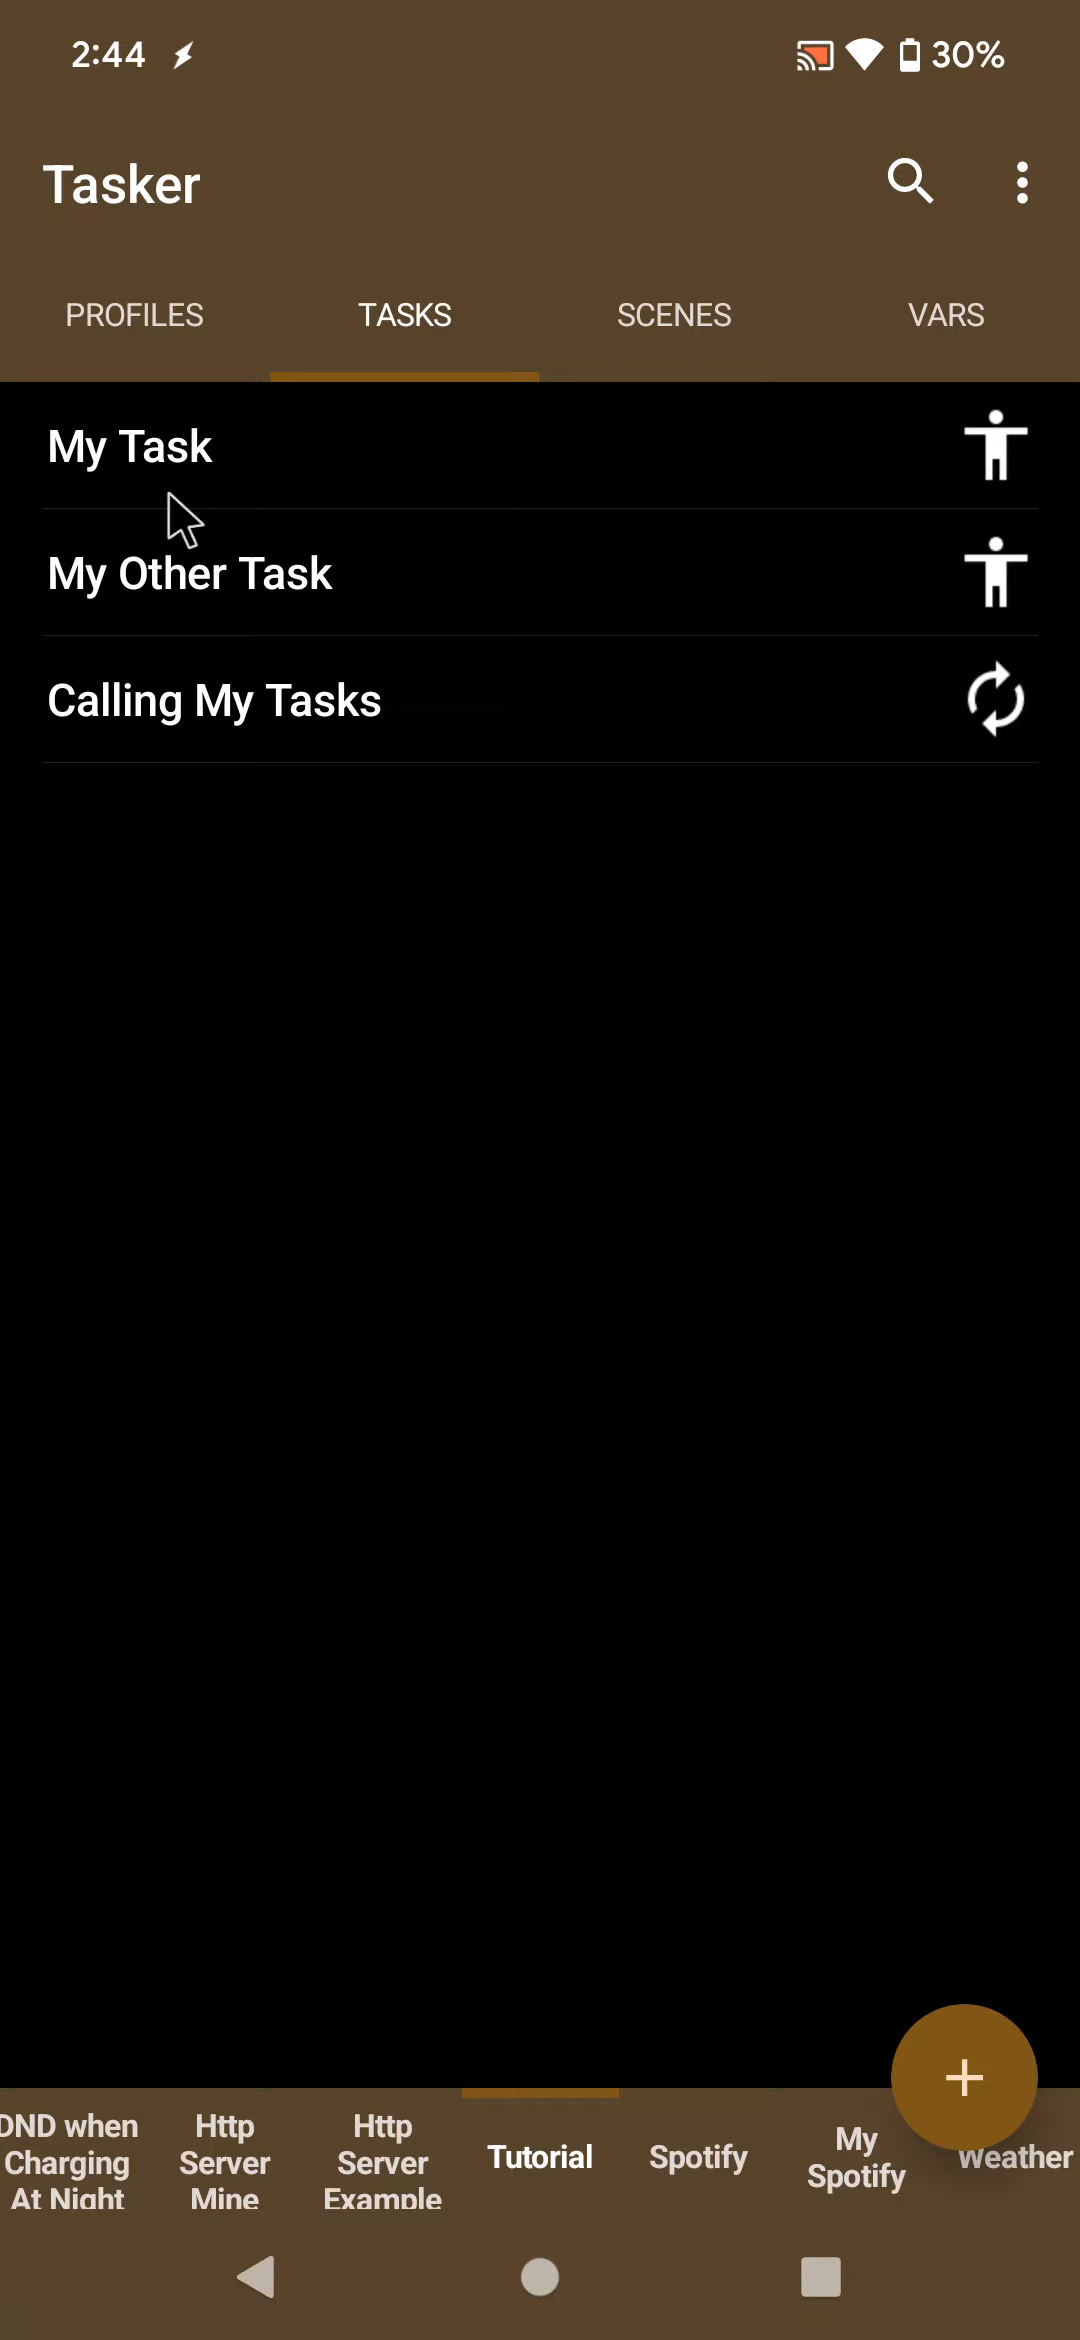 2:44
30%
Tasker
PROFILES
TASKS
SCENES
VARS
My Task
My Other Task
Calling My Tasks
DND when
Charging
At Night
Http
Server
Mine
Http
Server
Example
Tutorial
Spotify
My
Spotify
Weather